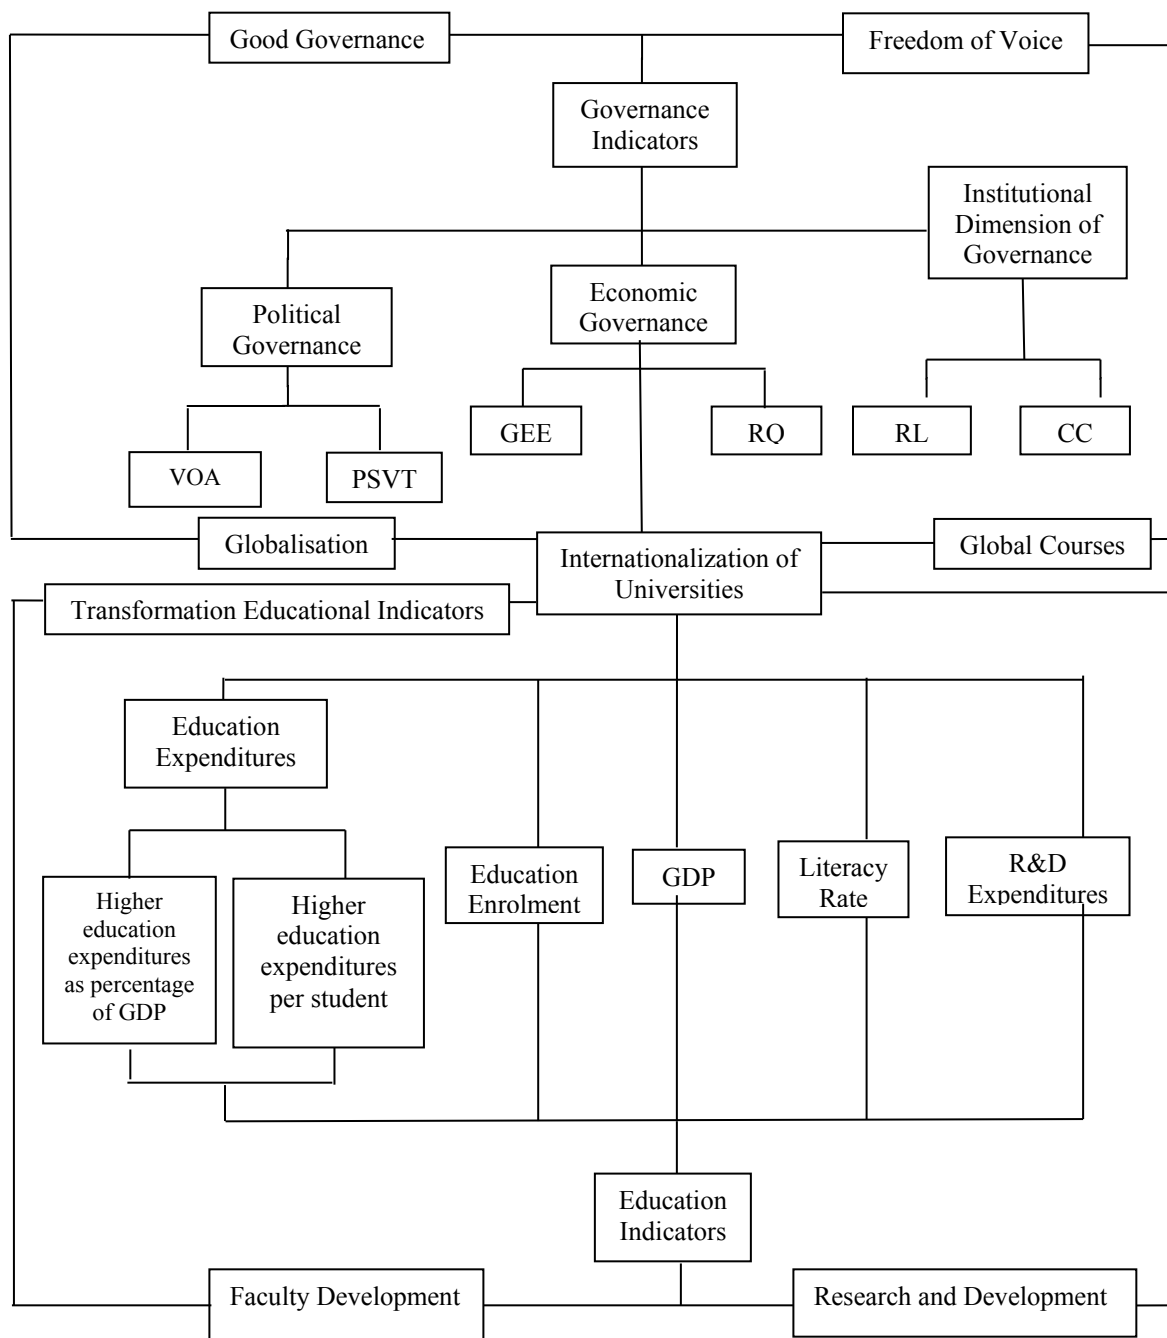 Good Governance
Freedom of Voice
Governance
Indicators
Institutional
Dimension of
Governance
Political
Governance
Economic
Governance
VOA
PSVT
GEE
RQ
RL
CC
Globalisation
Internationalization of
Universities
Global Courses
Transformation Educational Indicators
Education
Expenditures
Higher
education
expenditures
as percentage
of GDP
Higher
education
expenditures
per student
Education
Enrolment
GDP
Literacy
Rate
R&D
Expenditures
Education
Indicators
Faculty Development
Research and Development